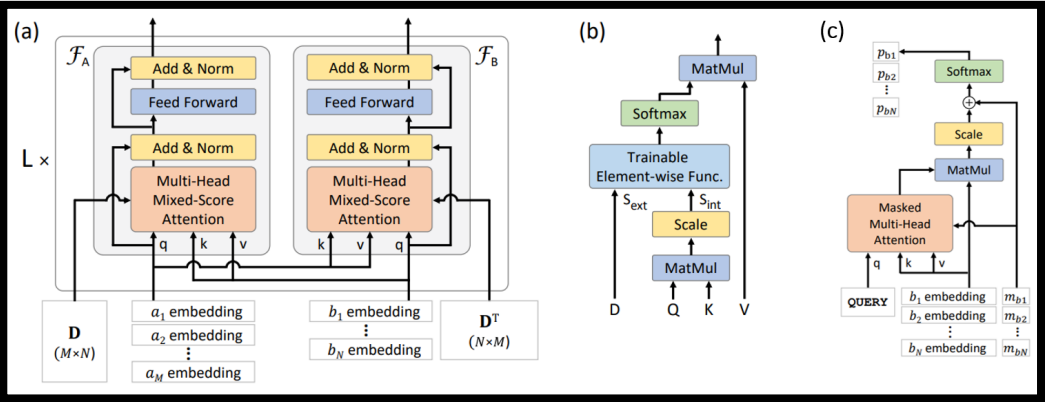 (a)
ℱA
ℱB
Add & Norm
Add & Norm
Feed Forward
Feed Forward
Add & Norm
Add & Norm
L ×
Multi-Head
Mixed-Score
Attention
Multi-Head
Mixed-Score
Attention
q
k
v
k
v
q
D
(M×N)
a1 embedding
a2 embedding
⋮
aM embedding
b1 embedding
⋮
bN embedding
DT
(N×M)
(b)
MatMul
Softmax
Trainable
Element-wise Func.
Sext
Sint
Scale
MatMul
D
Q
K
V
(c)
pb1
pb2
⋮
pbN
Softmax
+
Scale
MatMul
Masked
Multi-Head
Attention
q
k
v
QUERY
b1 embedding
b2 embedding
⋮
bN embedding
mb1
mb2
⋮
mbN